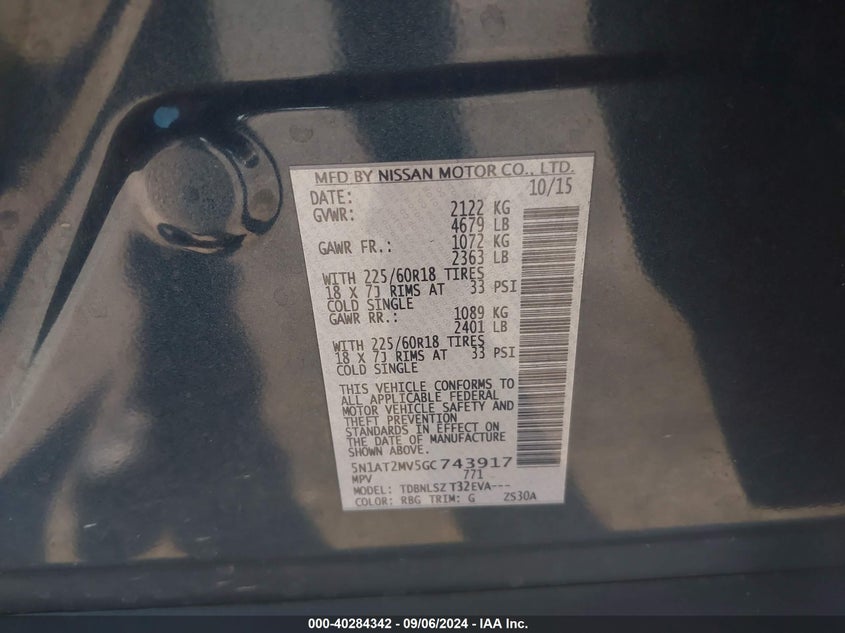 MFD BY NISSAN MOTOR CO., LTD.
DATE: 10/15
GVWR: 2122 KG
4679 LB
GAWR FR.: 1072 KG
2363 LB
WITH 225/60R18 TIRES
18 X 7J RIMS AT 33 PSI
COLD SINGLE
GAWR RR.: 1089 KG
2401 LB
WITH 225/60R18 TIRES
18 X 7J RIMS AT 33 PSI
COLD SINGLE
THIS VEHICLE CONFORMS TO
ALL APPLICABLE FEDERAL
MOTOR VEHICLE SAFETY AND
THEFT PREVENTION
STANDARDS IN EFFECT ON
THE DATE OF MANUFACTURE
SHOWN ABOVE.
5N1AT2MV5GC743917
MPV 771
MODEL: TDBNLSZ T32EVA---
COLOR: RBG TRIM: G ZS30A
000-40284342 - 09/06/2024 - IAA Inc.